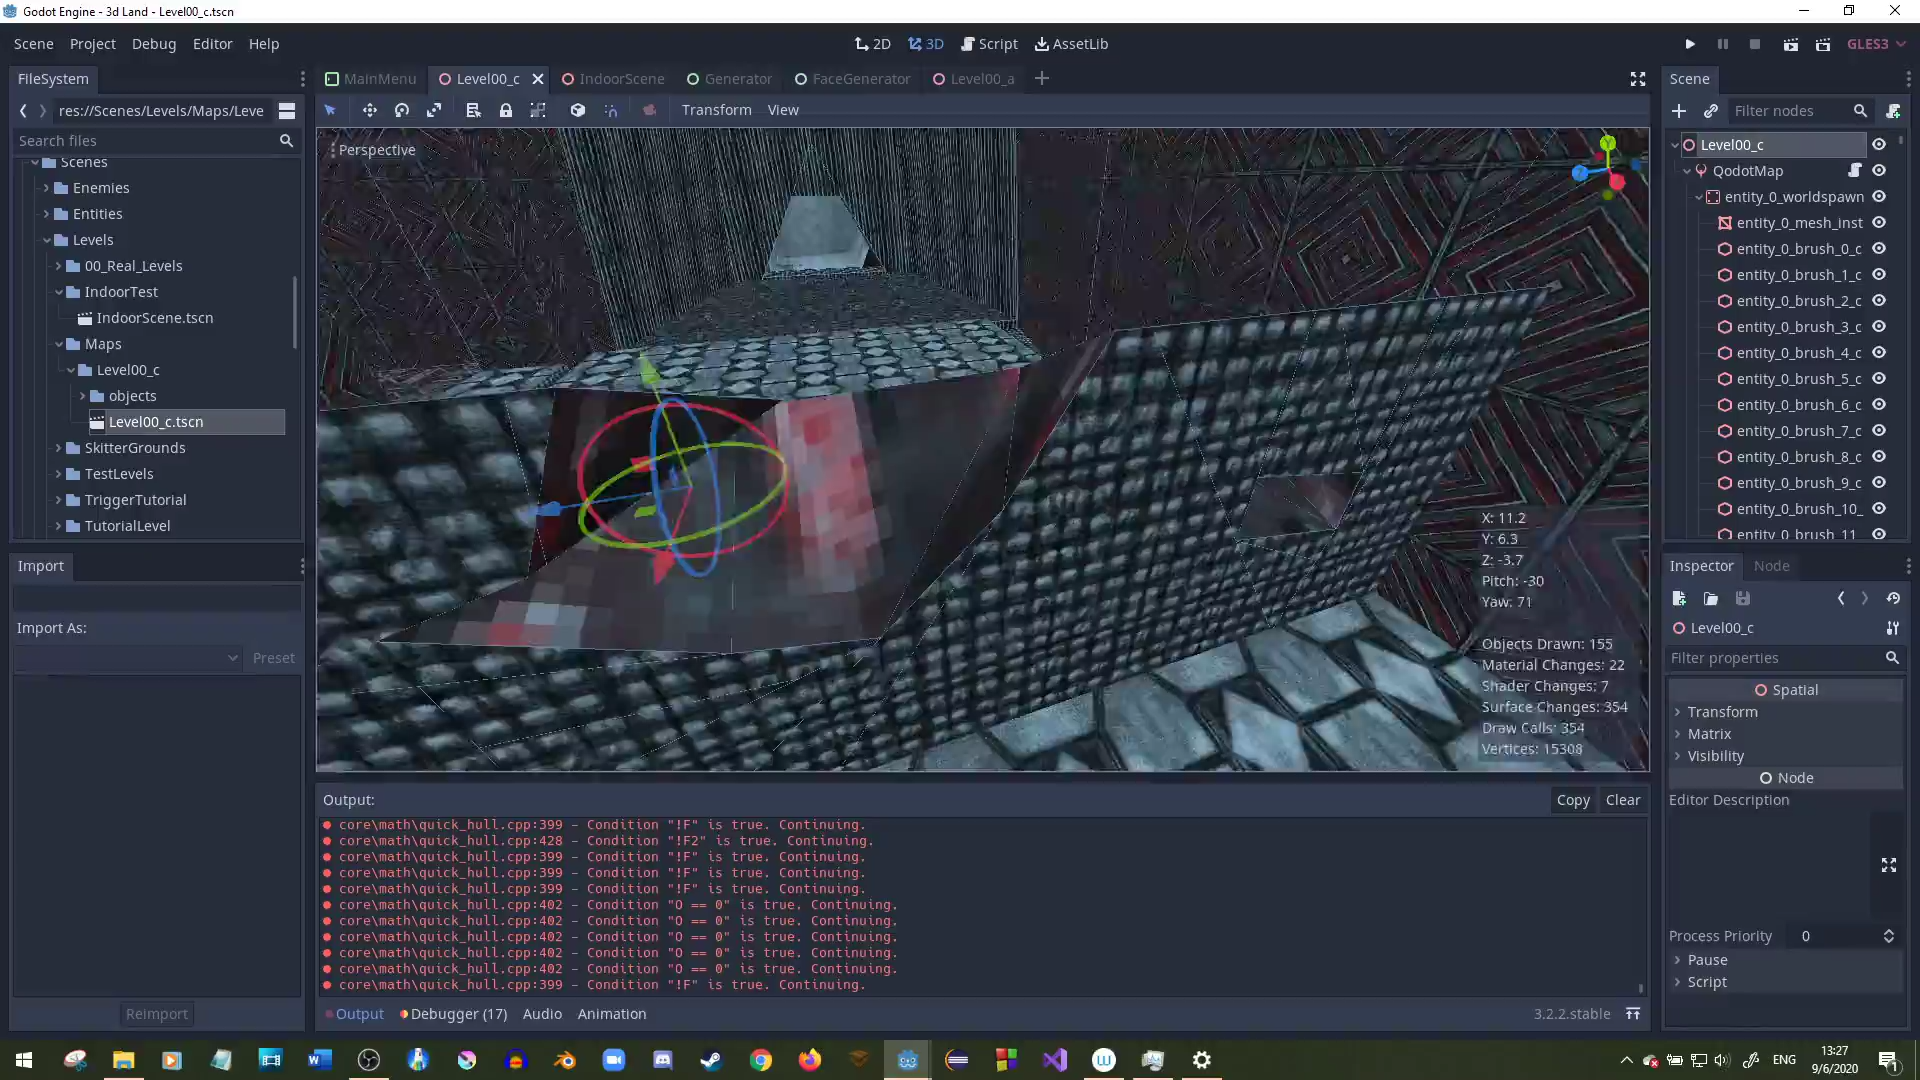 Godot Engine - 3d Land - Level00_c.tscn
Scene Project Debug Editor Help
2D 3D Script AssetLib
GLES3
FileSystem
res://Scenes/Levels/Maps/Leve
Search files
Scenes
Enemies
Entities
Levels
00_Real_Levels
IndoorTest
IndoorScene.tscn
Maps
Level00_c
objects
Level00_c.tscn
SkitterGrounds
TestLevels
TriggerTutorial
TutorialLevel
Import
Import As:
Preset
Reimport
MainMenu Level00_c IndoorScene Generator FaceGenerator Level00_a
Transform View
Perspective
X: 11.2
Y: 6.3
Z: -3.7
Pitch: -30
Yaw: 71
Objects Drawn: 155
Material Changes: 22
Shader Changes: 7
Surface Changes: 354
Draw Calls: 354
Vertices: 15308
Output:
Copy Clear
core\math\quick_hull.cpp:399 - Condition "!F" is true. Continuing.
core\math\quick_hull.cpp:428 - Condition "!F2" is true. Continuing.
core\math\quick_hull.cpp:399 - Condition "!F" is true. Continuing.
core\math\quick_hull.cpp:399 - Condition "!F" is true. Continuing.
core\math\quick_hull.cpp:399 - Condition "!F" is true. Continuing.
core\math\quick_hull.cpp:402 - Condition "O == 0" is true. Continuing.
core\math\quick_hull.cpp:402 - Condition "O == 0" is true. Continuing.
core\math\quick_hull.cpp:402 - Condition "O == 0" is true. Continuing.
core\math\quick_hull.cpp:402 - Condition "O == 0" is true. Continuing.
core\math\quick_hull.cpp:402 - Condition "O == 0" is true. Continuing.
core\math\quick_hull.cpp:399 - Condition "!F" is true. Continuing.
Output Debugger (17) Audio Animation
3.2.2.stable
Scene
Filter nodes
Level00_c
QodotMap
entity_0_worldspawn
entity_0_mesh_inst
entity_0_brush_0_c
entity_0_brush_1_c
entity_0_brush_2_c
entity_0_brush_3_c
entity_0_brush_4_c
entity_0_brush_5_c
entity_0_brush_6_c
entity_0_brush_7_c
entity_0_brush_8_c
entity_0_brush_9_c
entity_0_brush_10_
entity_0_brush_11
Inspector Node
Level00_c
Filter properties
Spatial
Transform
Matrix
Visibility
Node
Editor Description
Process Priority 0
Pause
Script
ENG
13:27
9/6/2020
1